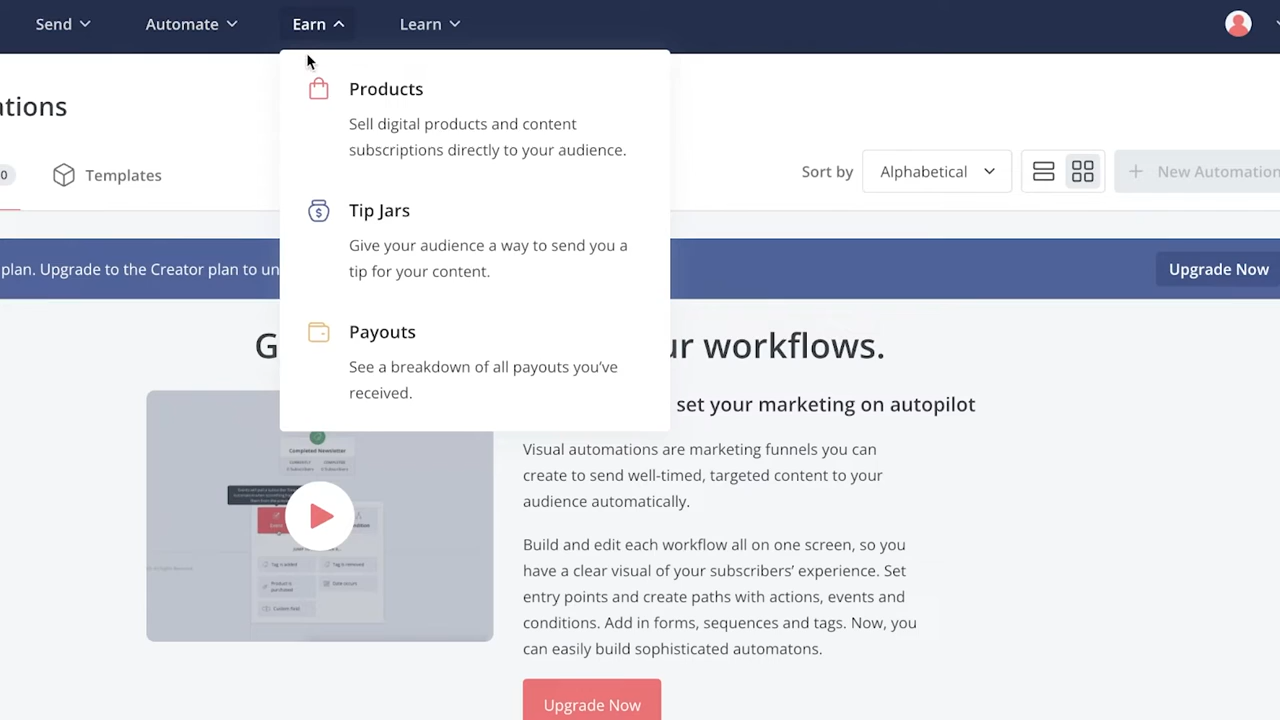 Send
Automate
Earn
Learn
Products
Sell digital products and content
subscriptions directly to your audience.
Tip Jars
Give your audience a way to send you a
tip for your content.
Payouts
See a breakdown of all payouts you've
received.
ations
0
Templates
Sort by
Alphabetical
New Automation
plan. Upgrade to the Creator plan to un
Upgrade Now
G
ur workflows.
set your marketing on autopilot
Completed Newsletter
Visual automations are marketing funnels you can
create to send well-timed, targeted content to your
audience automatically.
Build and edit each workflow all on one screen, so you
have a clear visual of your subscribers' experience. Set
entry points and create paths with actions, events and
conditions. Add in forms, sequences and tags. Now, you
can easily build sophisticated automatons.
Upgrade Now